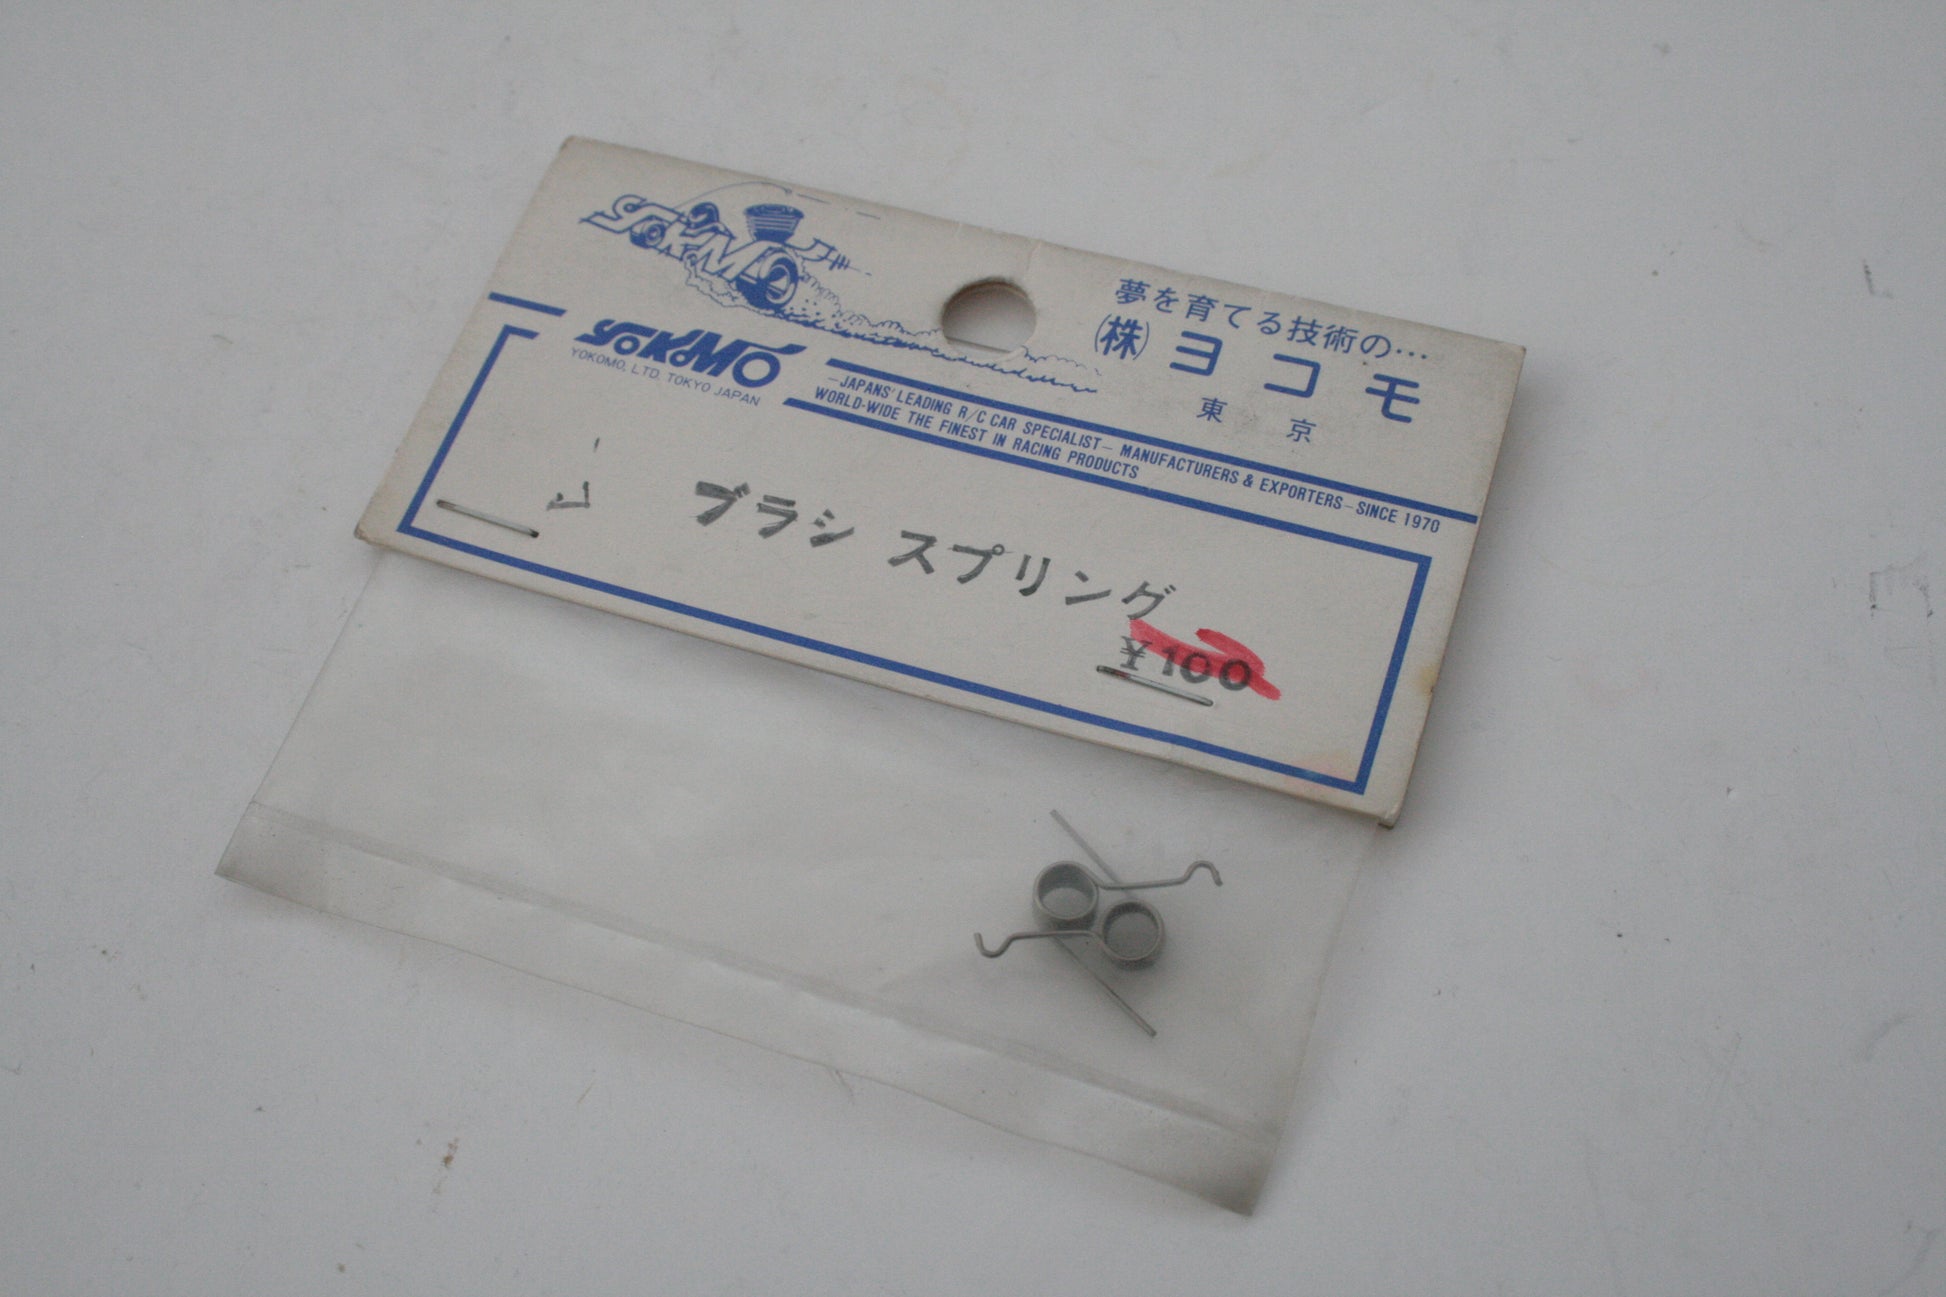 YOKOMO
夢を育てる技術の…
(株)ヨコモ
東京
YOKOMO
YOKOMO, LTD. TOKYO JAPAN
—JAPANS' LEADING R/C CAR SPECIALIST— MANUFACTURERS & EXPORTERS—SINCE 1970
WORLD-WIDE THE FINEST IN RACING PRODUCTS
ブラシ スプリング
¥100